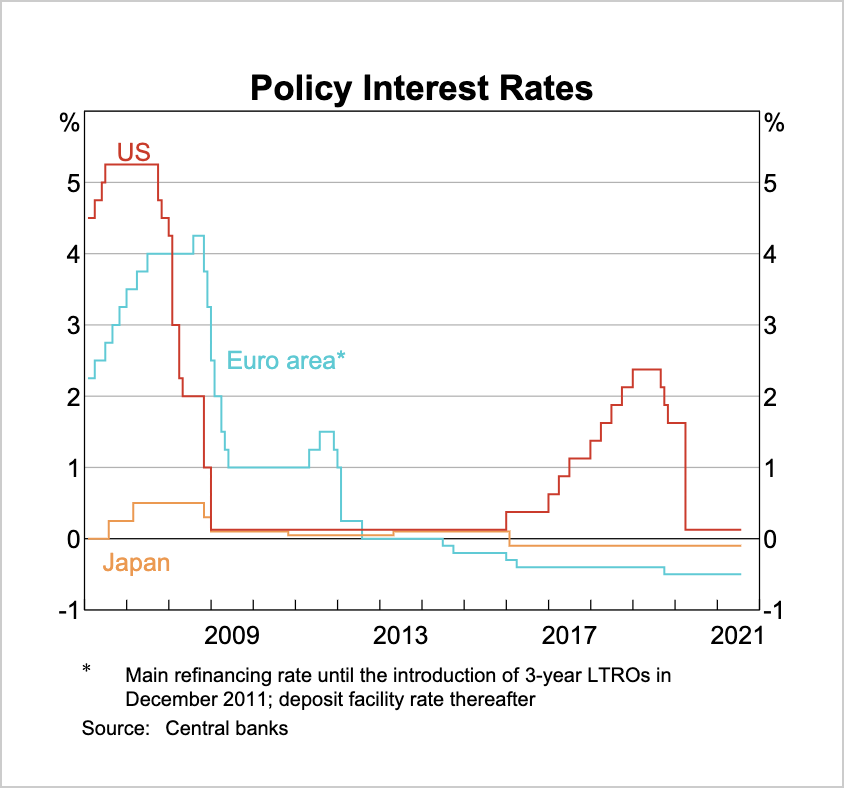 Policy Interest Rates
% %
US
5 5
4 4
3 3
Euro area*
2 2
1 1
0 0
Japan
-1 -1
2009 2013 2017 2021
* Main refinancing rate until the introduction of 3-year LTROs in
December 2011; deposit facility rate thereafter
Source: Central banks